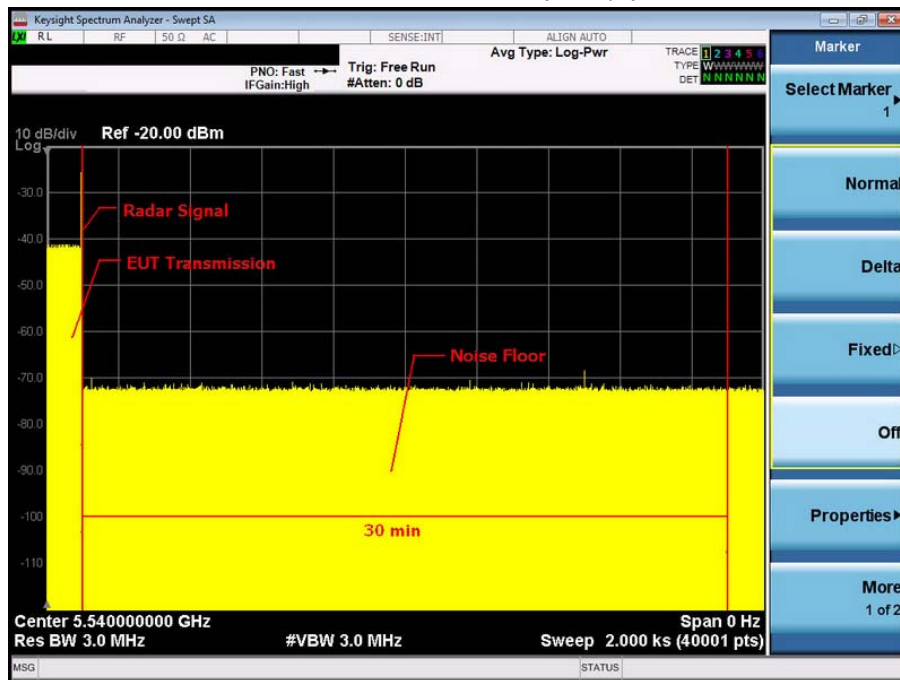 Keysight Spectrum Analyzer - Swept SA
LXI RL RF 50 Ω AC SENSE:INT ALIGN AUTO
Avg Type: Log-Pwr
TRACE 1 2 3 4 5 6
TYPE WWWWWW
DET N N N N N N
PNO: Fast
IFGain:High
Trig: Free Run
#Atten: 0 dB
10 dB/div Ref -20.00 dBm
Log
-30.0
-40.0
-50.0
-60.0
-70.0
-80.0
-90.0
-100
-110
Radar Signal
EUT Transmission
Noise Floor
30 min
Center 5.540000000 GHz Span 0 Hz
Res BW 3.0 MHz #VBW 3.0 MHz Sweep 2.000 ks (40001 pts)
MSG STATUS
Marker
Select Marker
1
Normal
Delta
Fixed
Off
Properties
More
1 of 2